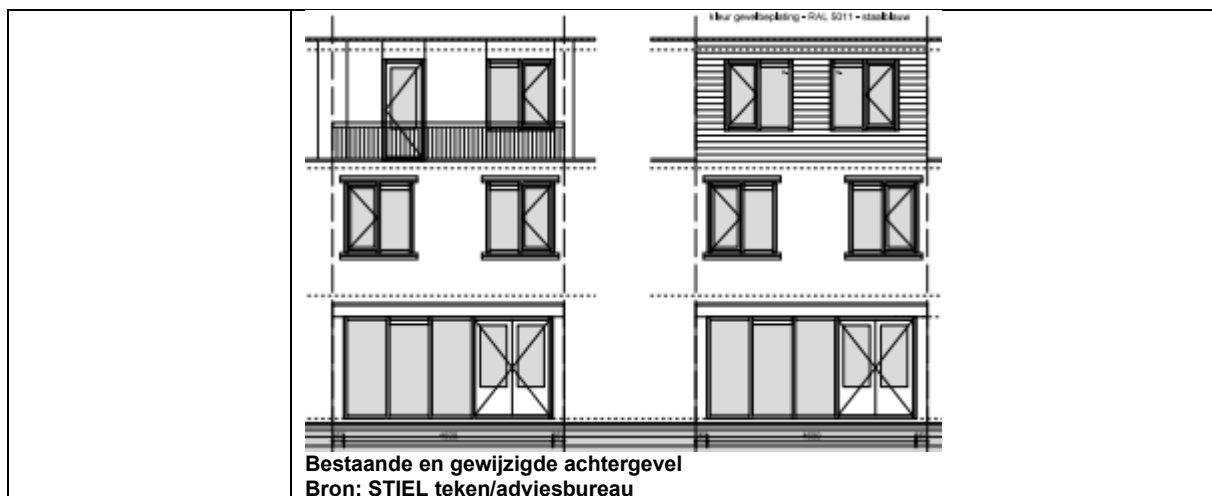 kleur gevelbeplating - RAL 5011 - staalblauw
Bestaande en gewijzigde achtergevel
Bron: STIEL teken/adviesbureau